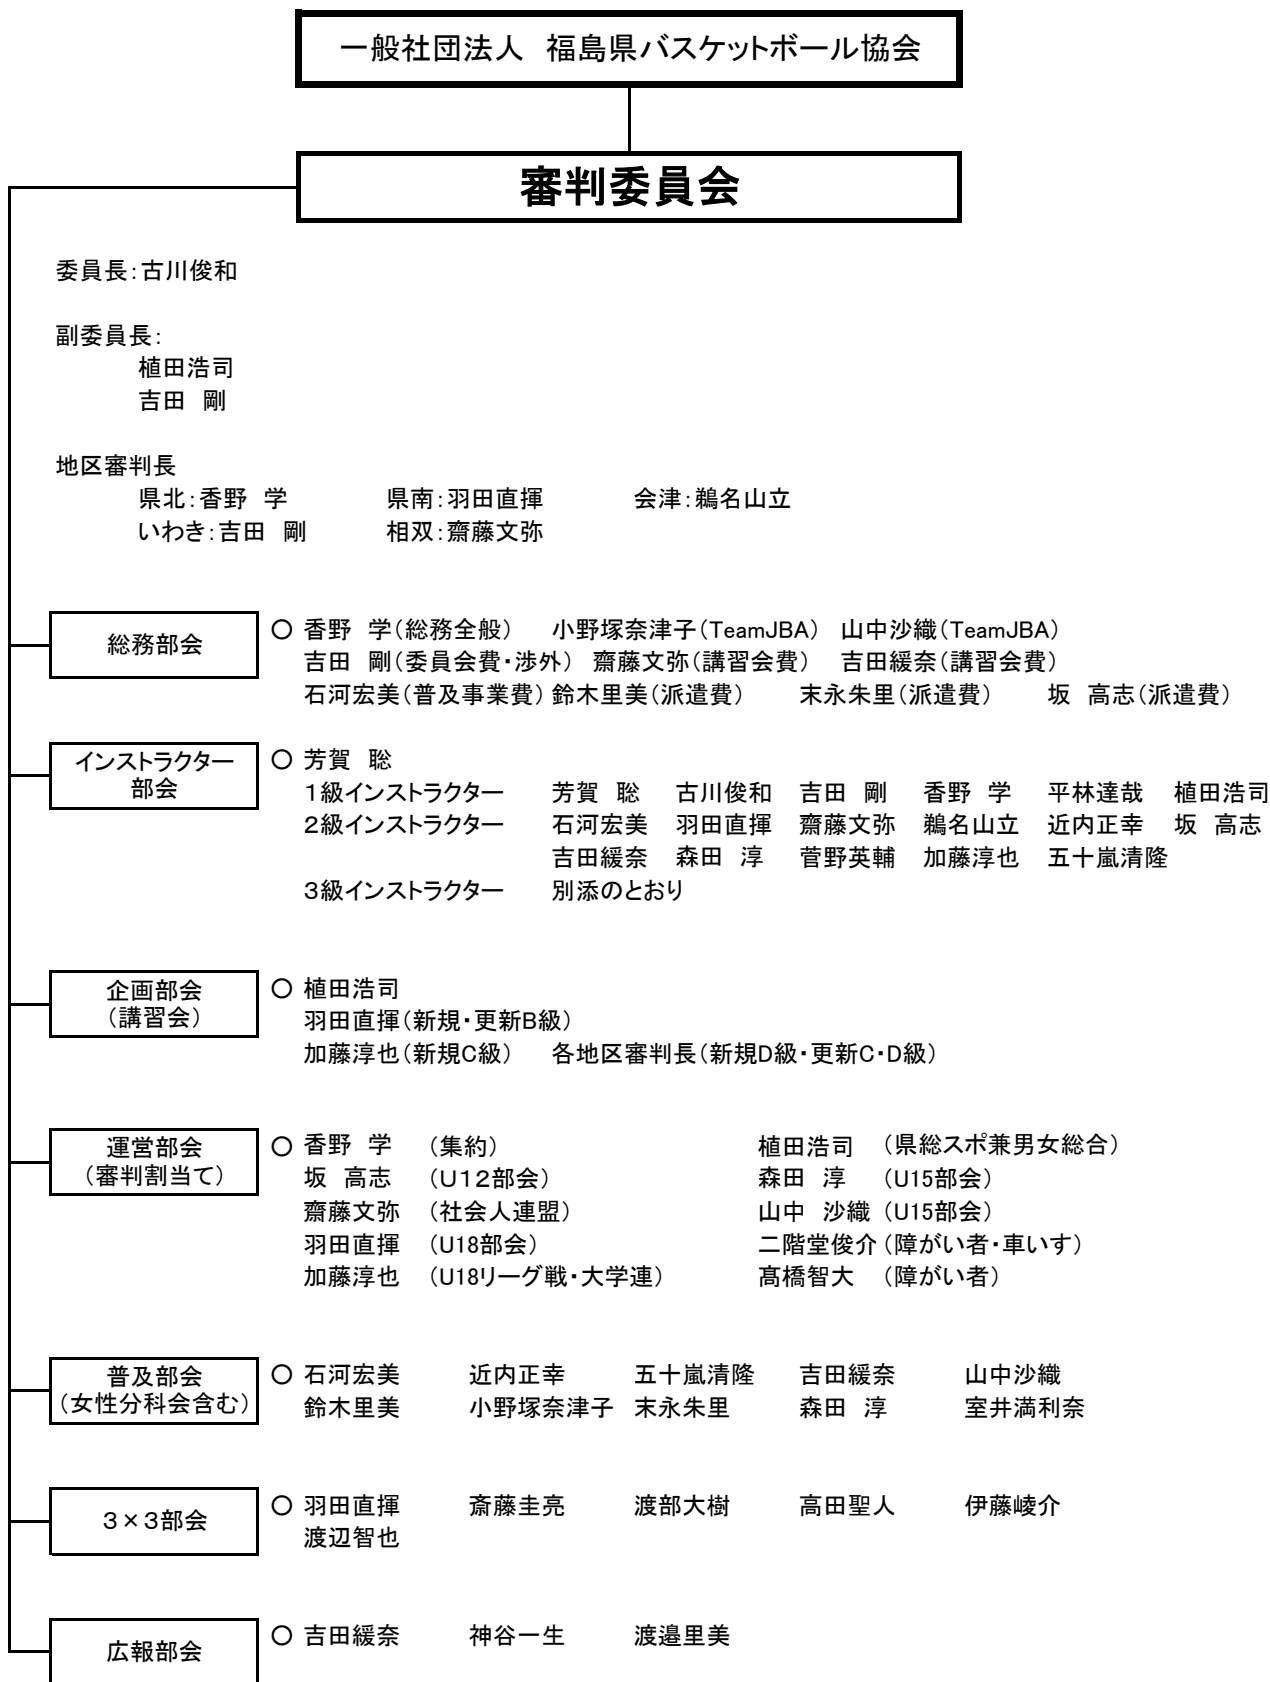 一般社団法人　福島県バスケットボール協会
審判委員会
委員長：古川俊和
副委員長：
植田浩司
吉田　剛
地区審判長
県北：香野　学　県南：羽田直揮　会津：鵜名山立
いわき：吉田　剛　相双：齋藤文弥
総務部会
○ 香野　学（総務全般）　小野塚奈津子（TeamJBA）　山中沙織（TeamJBA）
吉田　剛（委員会費・渉外）　齋藤文弥（講習会費）　吉田緩奈（講習会費）
石河宏美（普及事業費）　鈴木里美（派遣費）　末永朱里（派遣費）　坂　高志（派遣費）
インストラクター
部会
○ 芳賀　聡
１級インストラクター　芳賀　聡　古川俊和　吉田　剛　香野　学　平林達哉　植田浩司
２級インストラクター　石河宏美　羽田直揮　齋藤文弥　鵜名山立　近内正幸　坂　高志
吉田緩奈　森田　淳　菅野英輔　加藤淳也　五十嵐清隆
３級インストラクター　別添のとおり
企画部会
（講習会）
○ 植田浩司
羽田直揮（新規・更新B級）
加藤淳也（新規C級）　各地区審判長（新規D級・更新C・D級）
運営部会
（審判割当て）
○ 香野　学　（集約）　植田浩司　（県総スポ兼男女総合）
坂　高志　（U１２部会）　森田　淳　（U15部会）
齋藤文弥　（社会人連盟）　山中　沙織　（U15部会）
羽田直揮　（U18部会）　二階堂俊介　（障がい者・車いす）
加藤淳也　（U18リーグ戦・大学連）　髙橋智大　（障がい者）
普及部会
（女性分科会含む）
○ 石河宏美　近内正幸　五十嵐清隆　吉田緩奈　山中沙織
鈴木里美　小野塚奈津子　末永朱里　森田　淳　室井満利奈
３×３部会
○ 羽田直揮　斎藤圭亮　渡部大樹　高田聖人　伊藤崚介
渡辺智也
広報部会
○ 吉田緩奈　神谷一生　渡邉里美